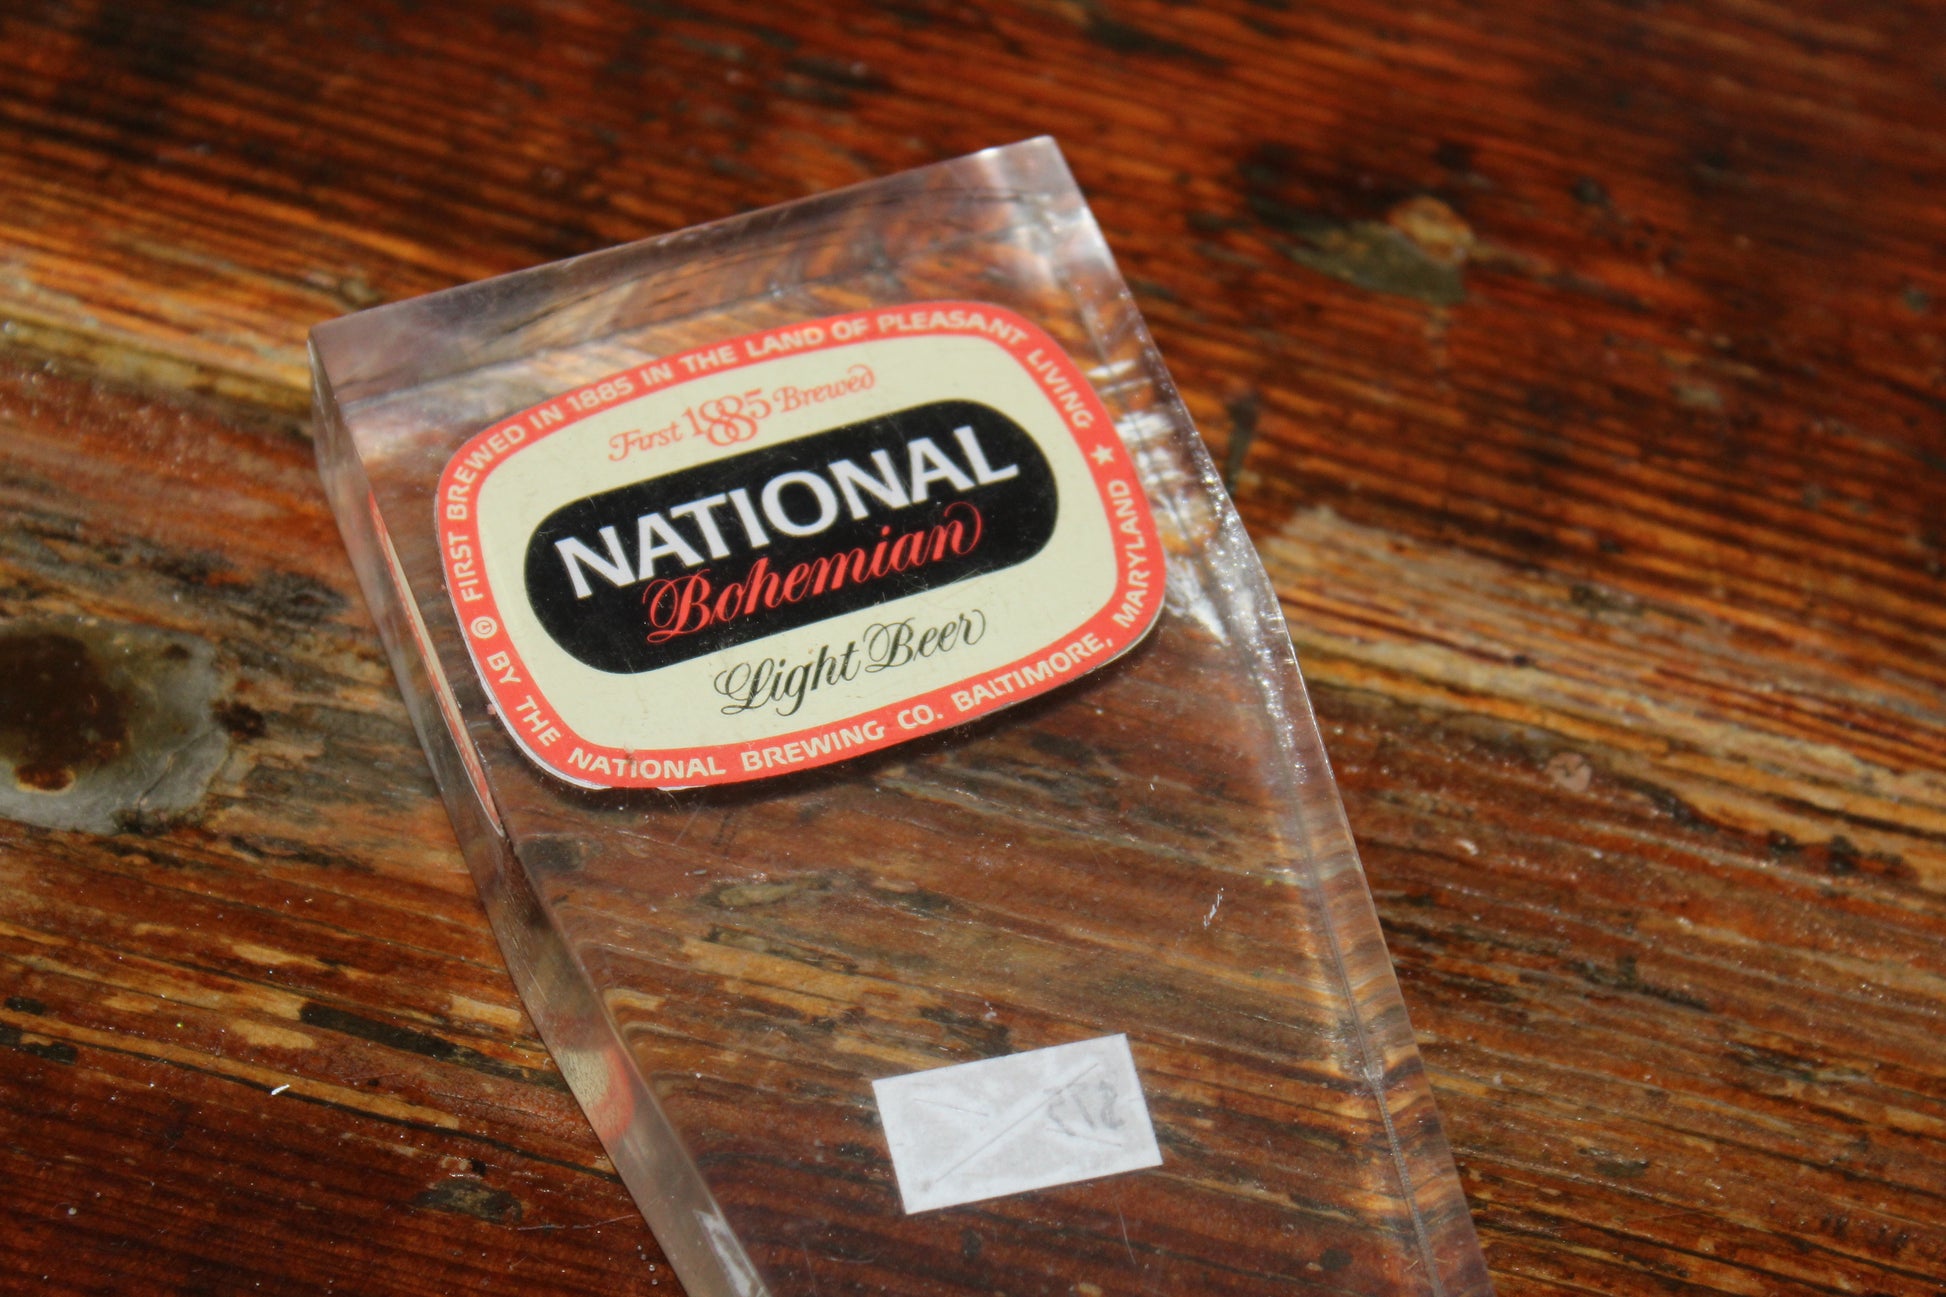 © FIRST BREWED IN 1885 IN THE LAND OF PLEASANT LIVING ★
First 1885 Brewed
NATIONAL
Bohemian
Light Beer
BY THE NATIONAL BREWING CO. BALTIMORE, MARYLAND